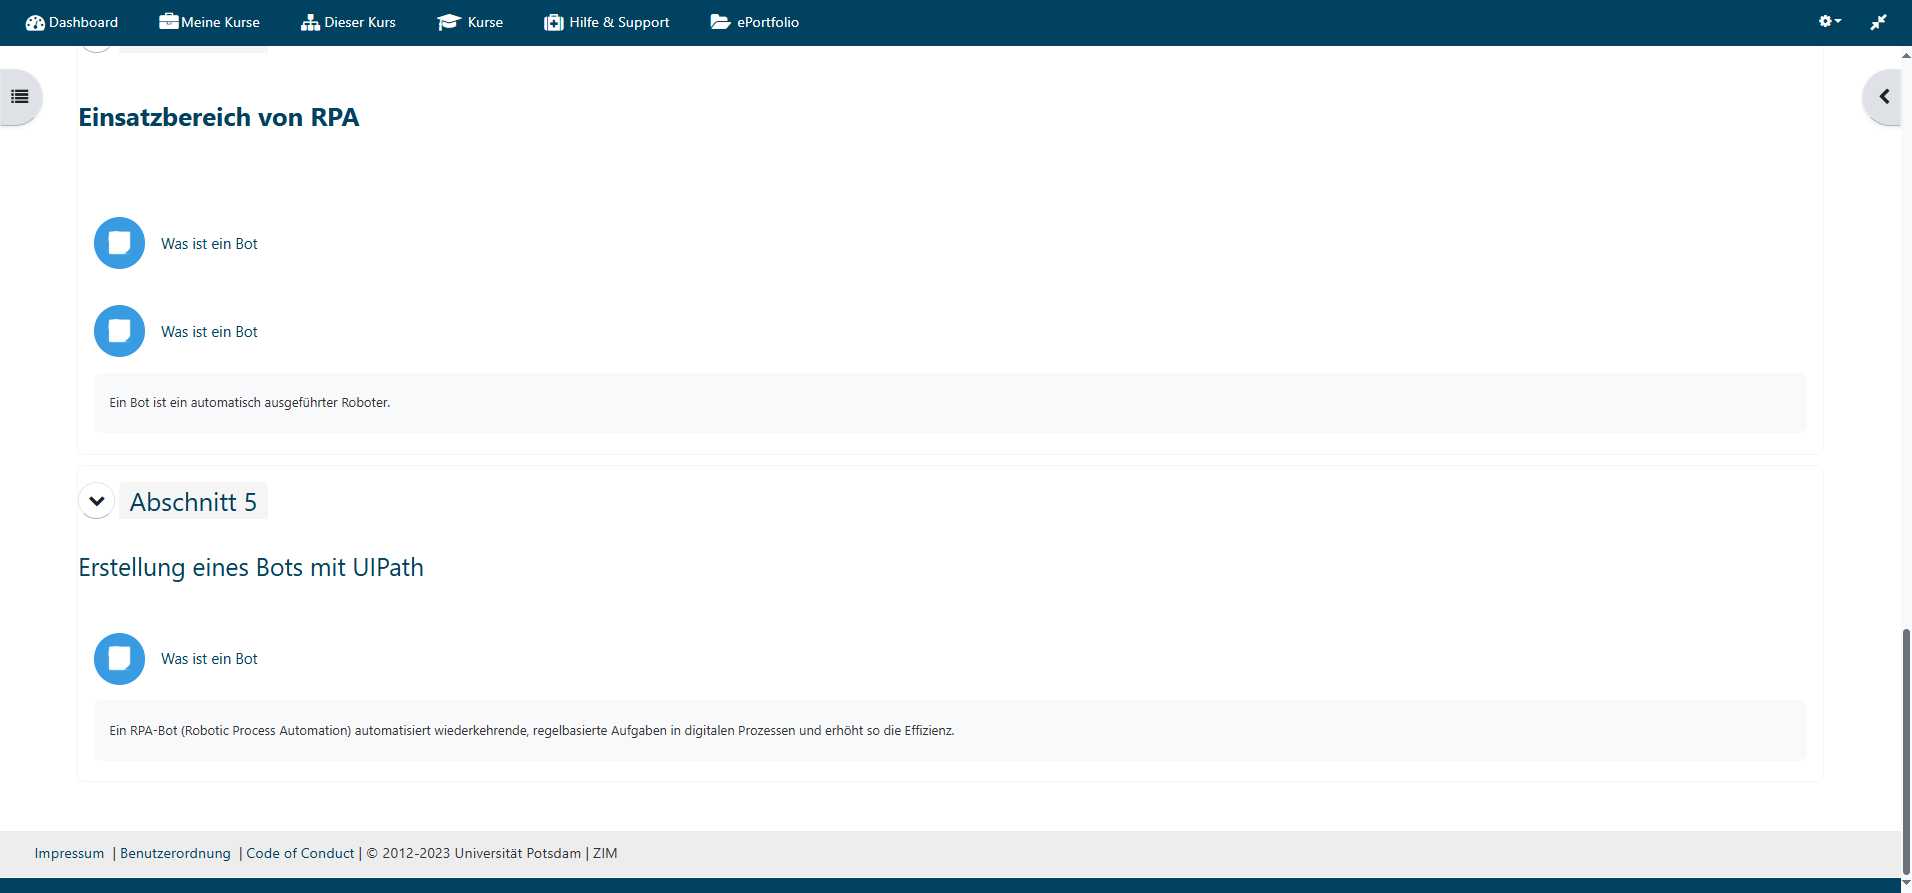 Dashboard Meine Kurse Dieser Kurs Kurse Hilfe & Support ePortfolio
Einsatzbereich von RPA
Was ist ein Bot
Was ist ein Bot
Ein Bot ist ein automatisch ausgeführter Roboter.
Abschnitt 5
Erstellung eines Bots mit UIPath
Was ist ein Bot
Ein RPA-Bot (Robotic Process Automation) automatisiert wiederkehrende, regelbasierte Aufgaben in digitalen Prozessen und erhöht so die Effizienz.
Impressum | Benutzerordnung | Code of Conduct | © 2012-2023 Universität Potsdam | ZIM